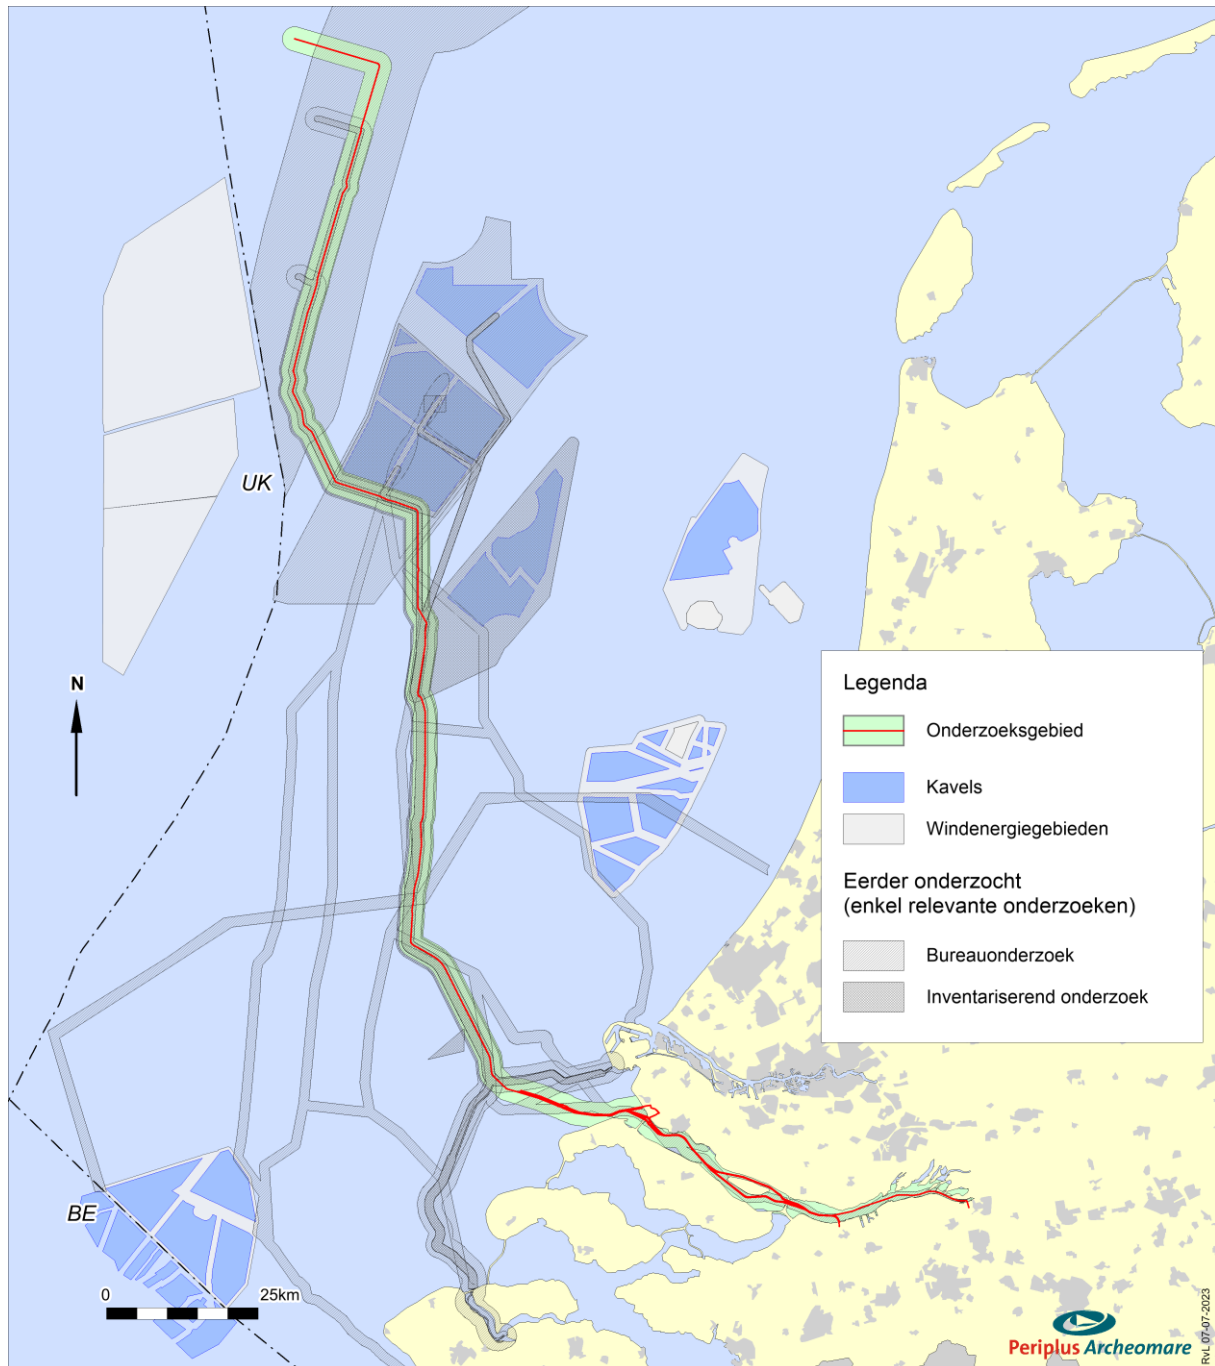 UK
N
Legenda
Onderzoeksgebied
Kavels
Windenergiegebieden
Eerder onderzocht
(enkel relevante onderzoeken)
Bureauonderzoek
Inventariserend onderzoek
BE
0 25km
Periplus Archeomare
RvL 07-07-2023